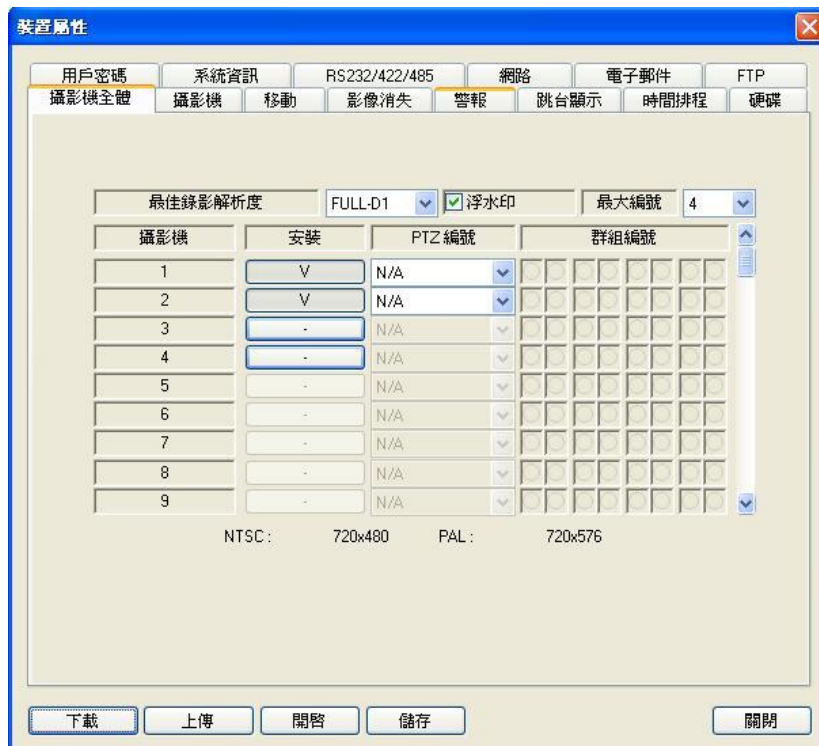 裝置屬性
用戶密碼 系統資訊 RS232/422/485 網路 電子郵件 FTP
攝影機全體 攝影機 移動 影像消失 警報 跳台顯示 時間排程 硬碟
最佳錄影解析度 FULL-D1 浮水印 最大編號 4
攝影機 安裝 PTZ 編號 群組編號
1 V N/A
2 V N/A
3 - N/A
4 - N/A
5 - N/A
6 - N/A
7 - N/A
8 - N/A
9 - N/A
NTSC : 720x480 PAL : 720x576
下載 上傳 開啓 儲存 關閉